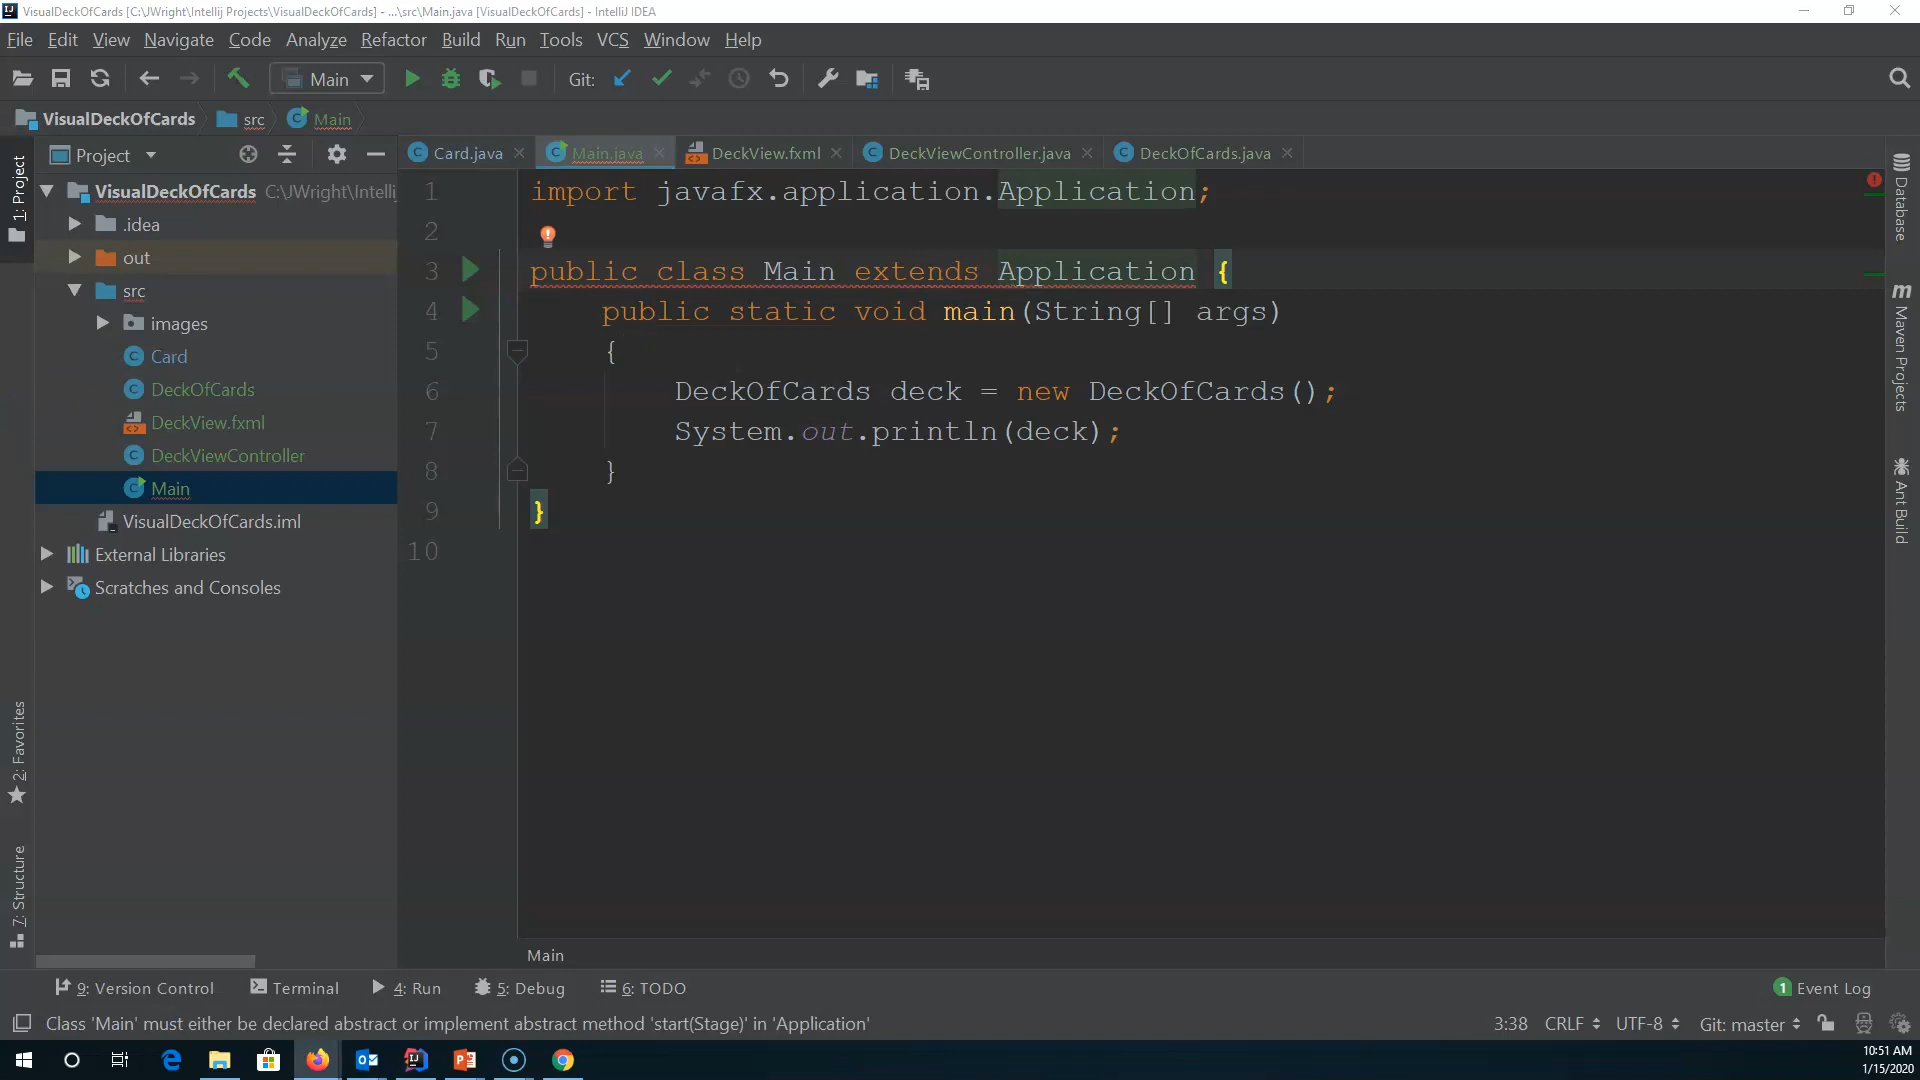 VisualDeckOfCards [C:\JWright\Intellij Projects\VisualDeckOfCards] - ...\src\Main.java [VisualDeckOfCards] - IntelliJ IDEA
File Edit View Navigate Code Analyze Refactor Build Run Tools VCS Window Help
Main Git:
VisualDeckOfCards src Main
1: Project
Project
Card.java Main.java DeckView.fxml DeckViewController.java DeckOfCards.java
VisualDeckOfCards C:\JWright\Intellij
.idea
out
src
images
Card
DeckOfCards
DeckView.fxml
DeckViewController
Main
VisualDeckOfCards.iml
External Libraries
Scratches and Consoles
2: Favorites
7: Structure
1 import javafx.application.Application;
2
3 public class Main extends Application {
4 public static void main(String[] args)
5 {
6 DeckOfCards deck = new DeckOfCards();
7 System.out.println(deck);
8 }
9 }
10
Database
m Maven Projects
Ant Build
Main
9: Version Control Terminal 4: Run 5: Debug 6: TODO 1 Event Log
Class 'Main' must either be declared abstract or implement abstract method 'start(Stage)' in 'Application' 3:38 CRLF UTF-8 Git: master
10:51 AM
1/15/2020